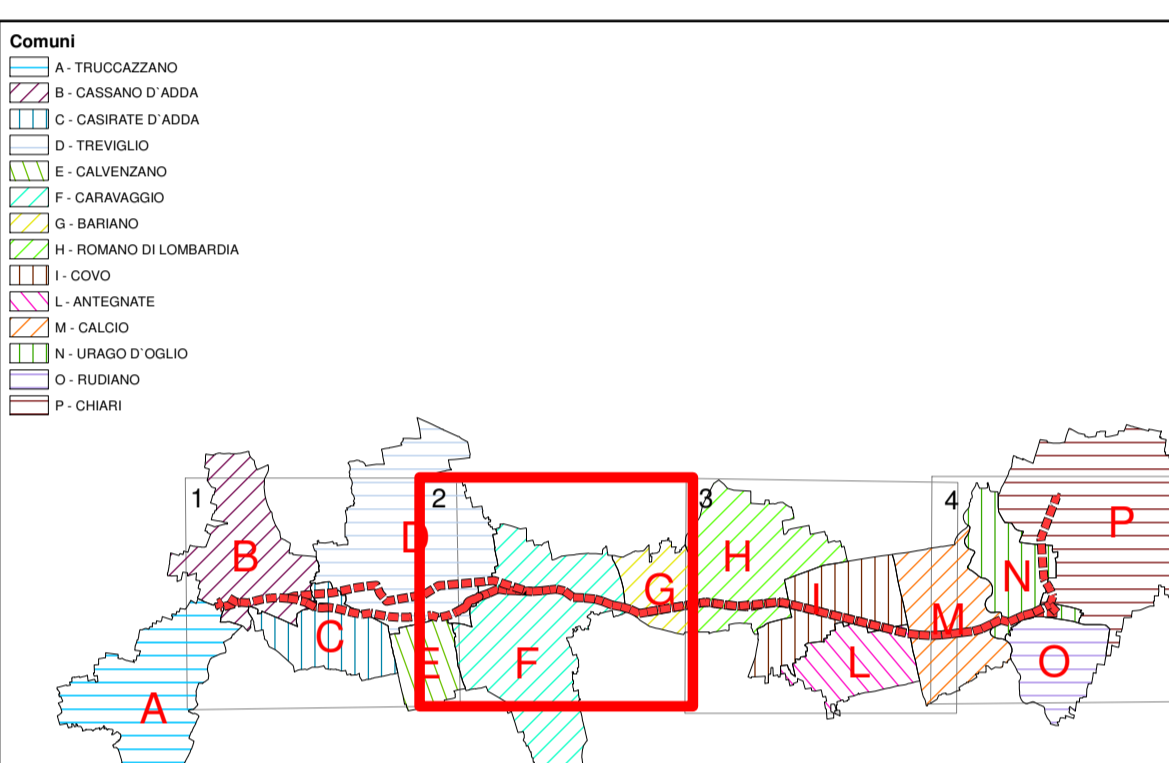 Comuni
A - TRUCCAZZANO
B - CASSANO D`ADDA
C - CASIRATE D`ADDA
D - TREVIGLIO
E - CALVENZANO
F - CARAVAGGIO
G - BARIANO
H - ROMANO DI LOMBARDIA
I - COVO
L - ANTEGNATE
M - CALCIO
N - URAGO D`OGLIO
O - RUDIANO
P - CHIARI
1
2
3
4
P
D
B
H
N
G
I
M
C
E
F
L
O
A